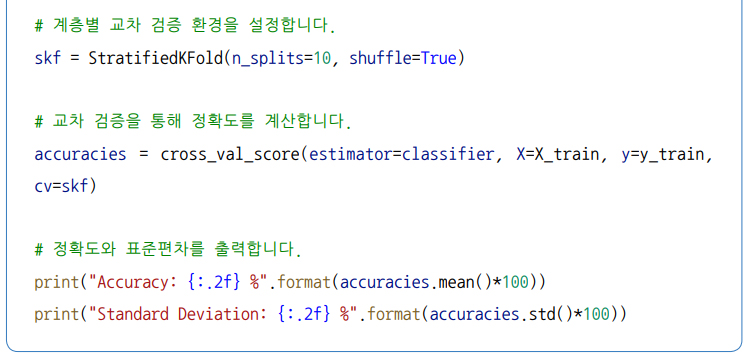 # 계층별 교차 검증 환경을 설정합니다.
skf = StratifiedKFold(n_splits=10, shuffle=True)
# 교차 검증을 통해 정확도를 계산합니다.
accuracies = cross_val_score(estimator=classifier, X=X_train, y=y_train,
cv=skf)
# 정확도와 표준편차를 출력합니다.
print("Accuracy: {:.2f} %".format(accuracies.mean()*100))
print("Standard Deviation: {:.2f} %".format(accuracies.std()*100))